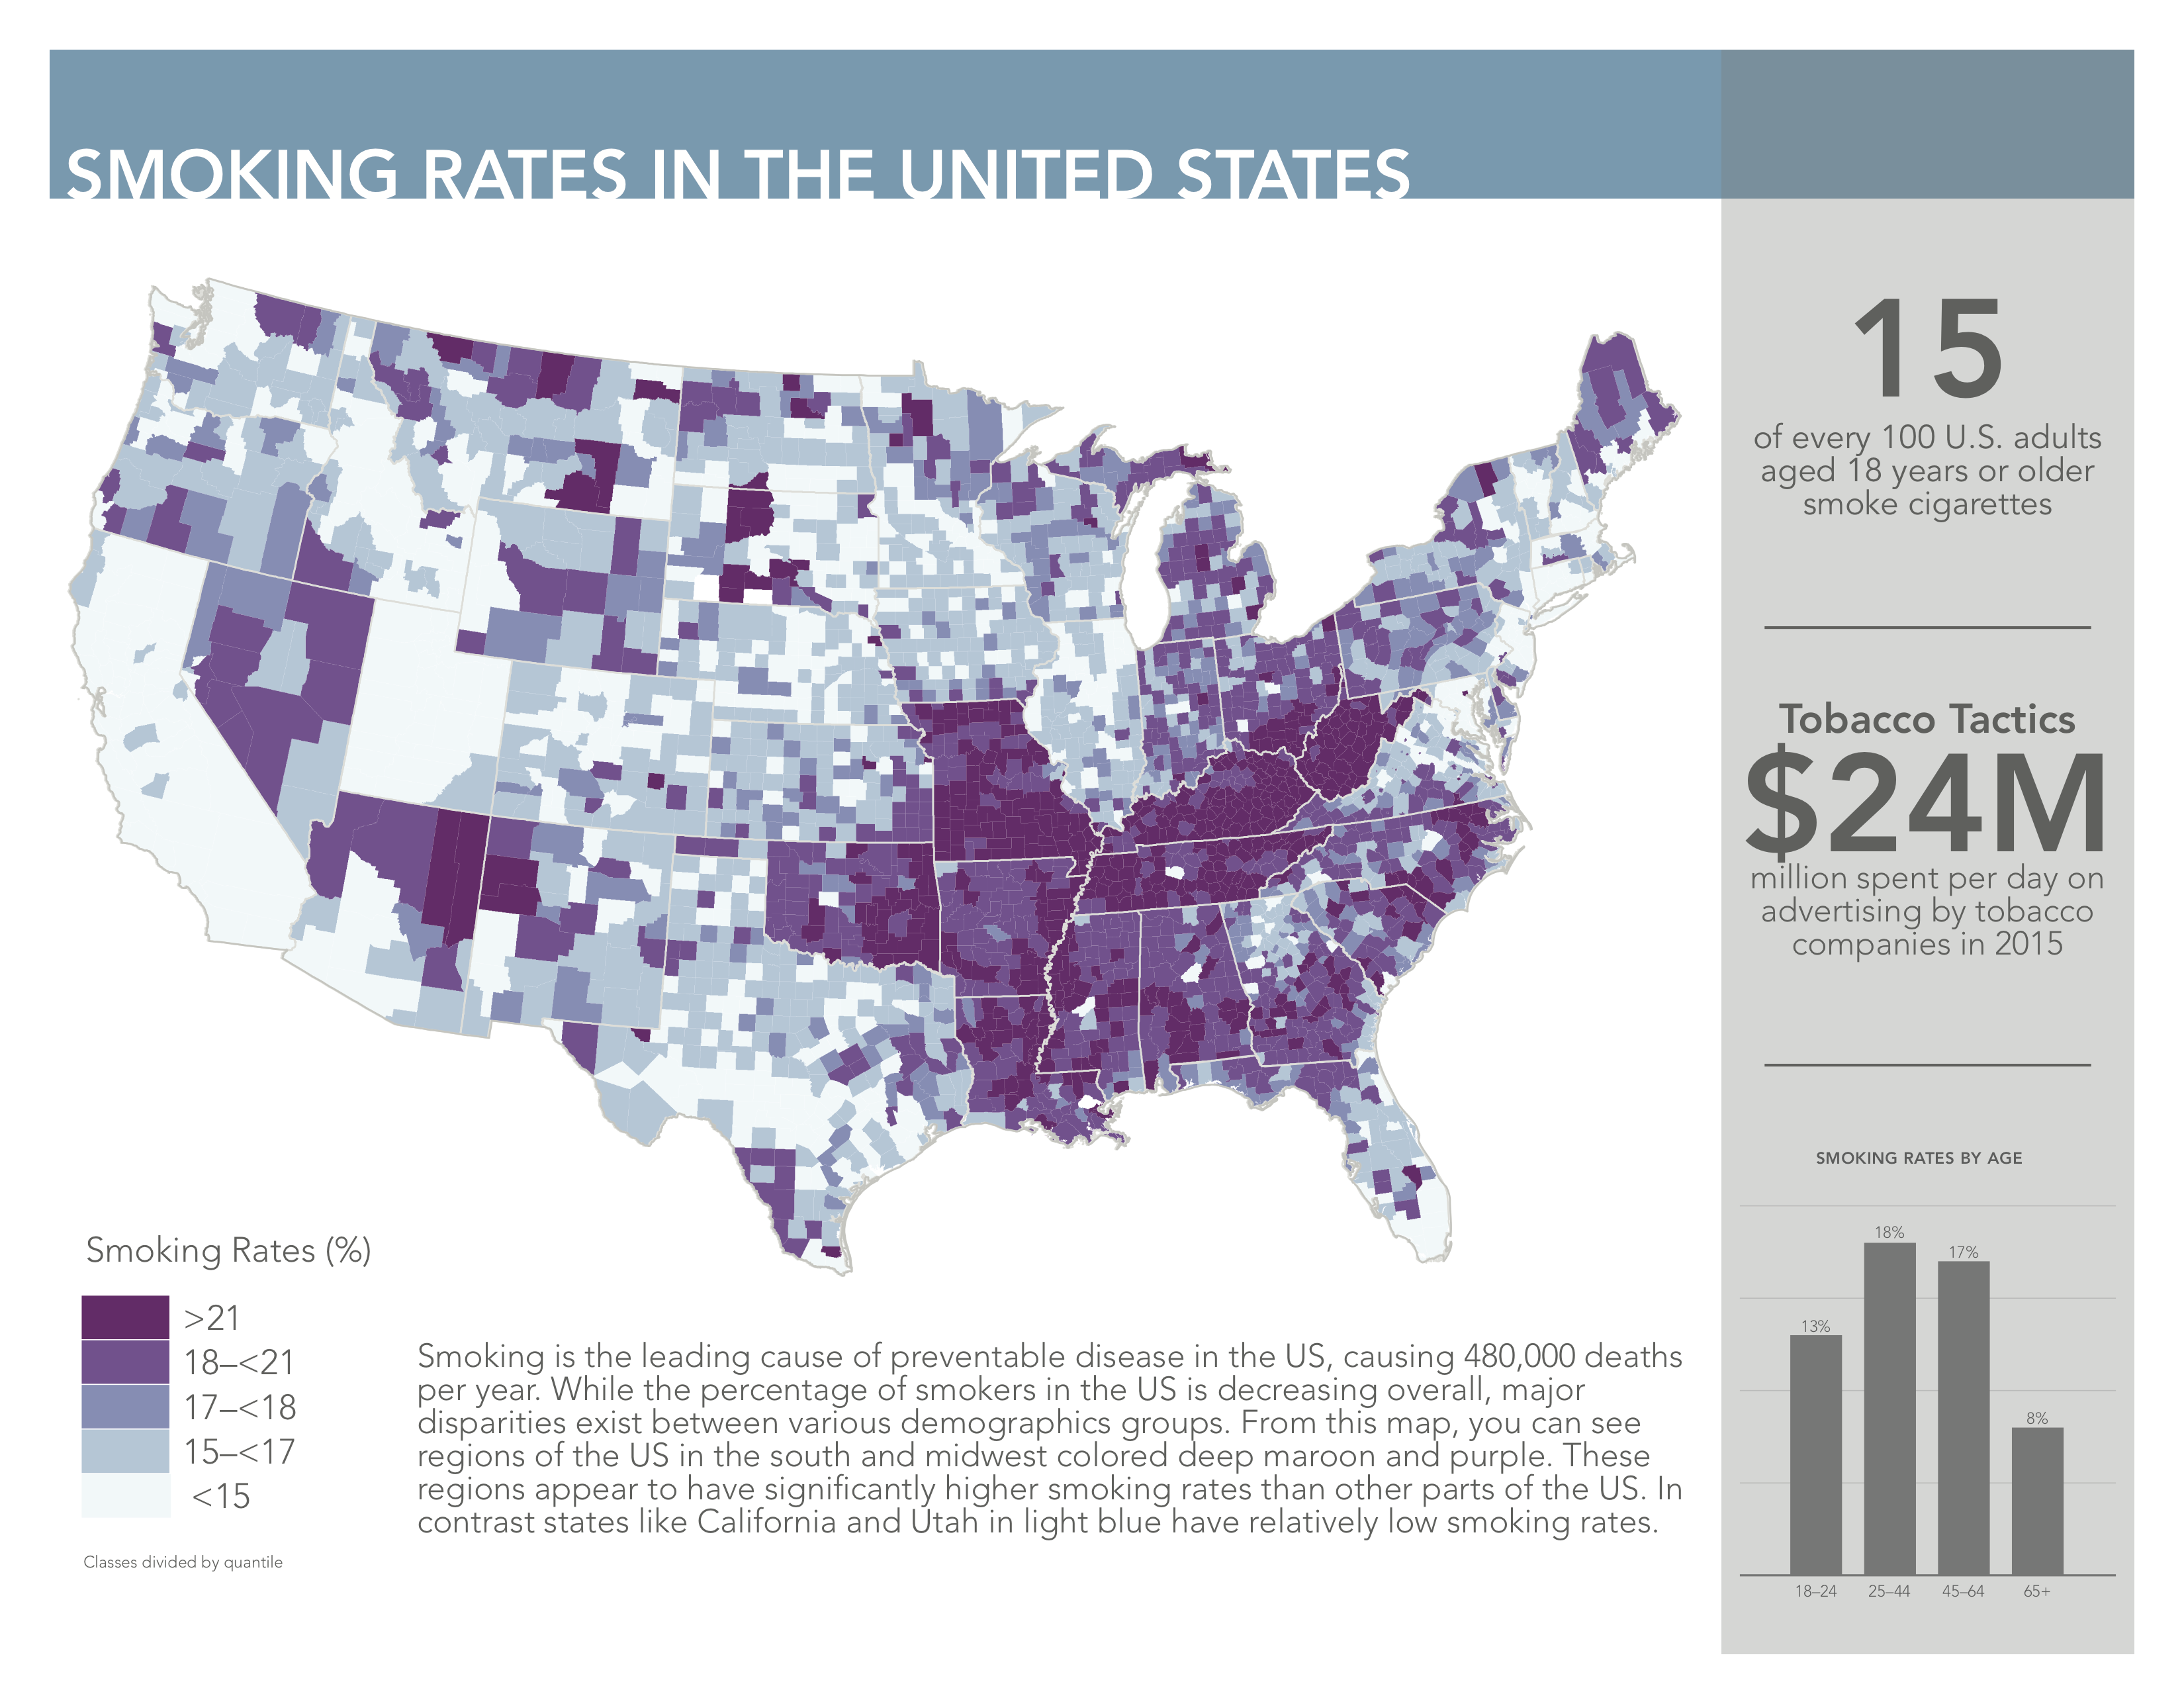 SMOKING RATES IN THE UNITED STATES
15
of every 100 U.S. adults
aged 18 years or older
smoke cigarettes
Tobacco Tactics
$24M
million spent per day on
advertising by tobacco
companies in 2015
SMOKING RATES BY AGE
13%
18%
17%
8%
18–24
25–44
45–64
65+
Smoking Rates (%)
>21
18–<21
17–<18
15–<17
<15
Classes divided by quantile
Smoking is the leading cause of preventable disease in the US, causing 480,000 deaths
per year. While the percentage of smokers in the US is decreasing overall, major
disparities exist between various demographics groups. From this map, you can see
regions of the US in the south and midwest colored deep maroon and purple. These
regions appear to have significantly higher smoking rates than other parts of the US. In
contrast states like California and Utah in light blue have relatively low smoking rates.